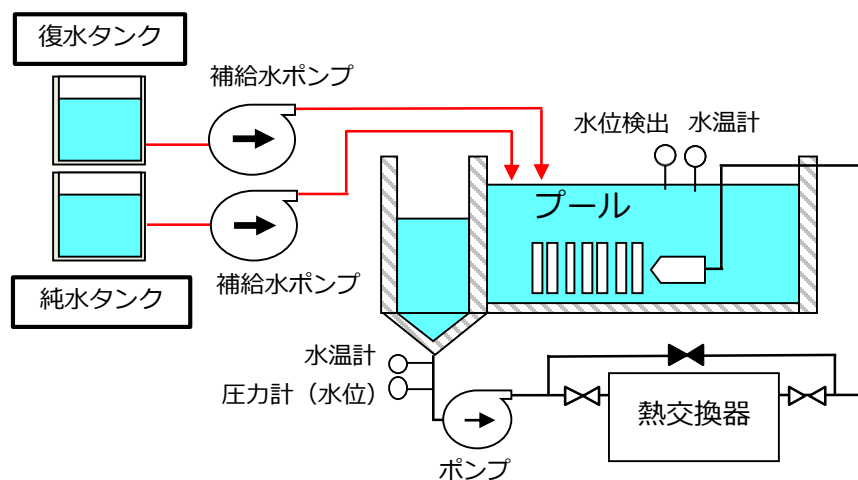 復水タンク
補給水ポンプ
水位検出
水温計
プール
純水タンク
補給水ポンプ
水温計
圧力計（水位）
熱交換器
ポンプ